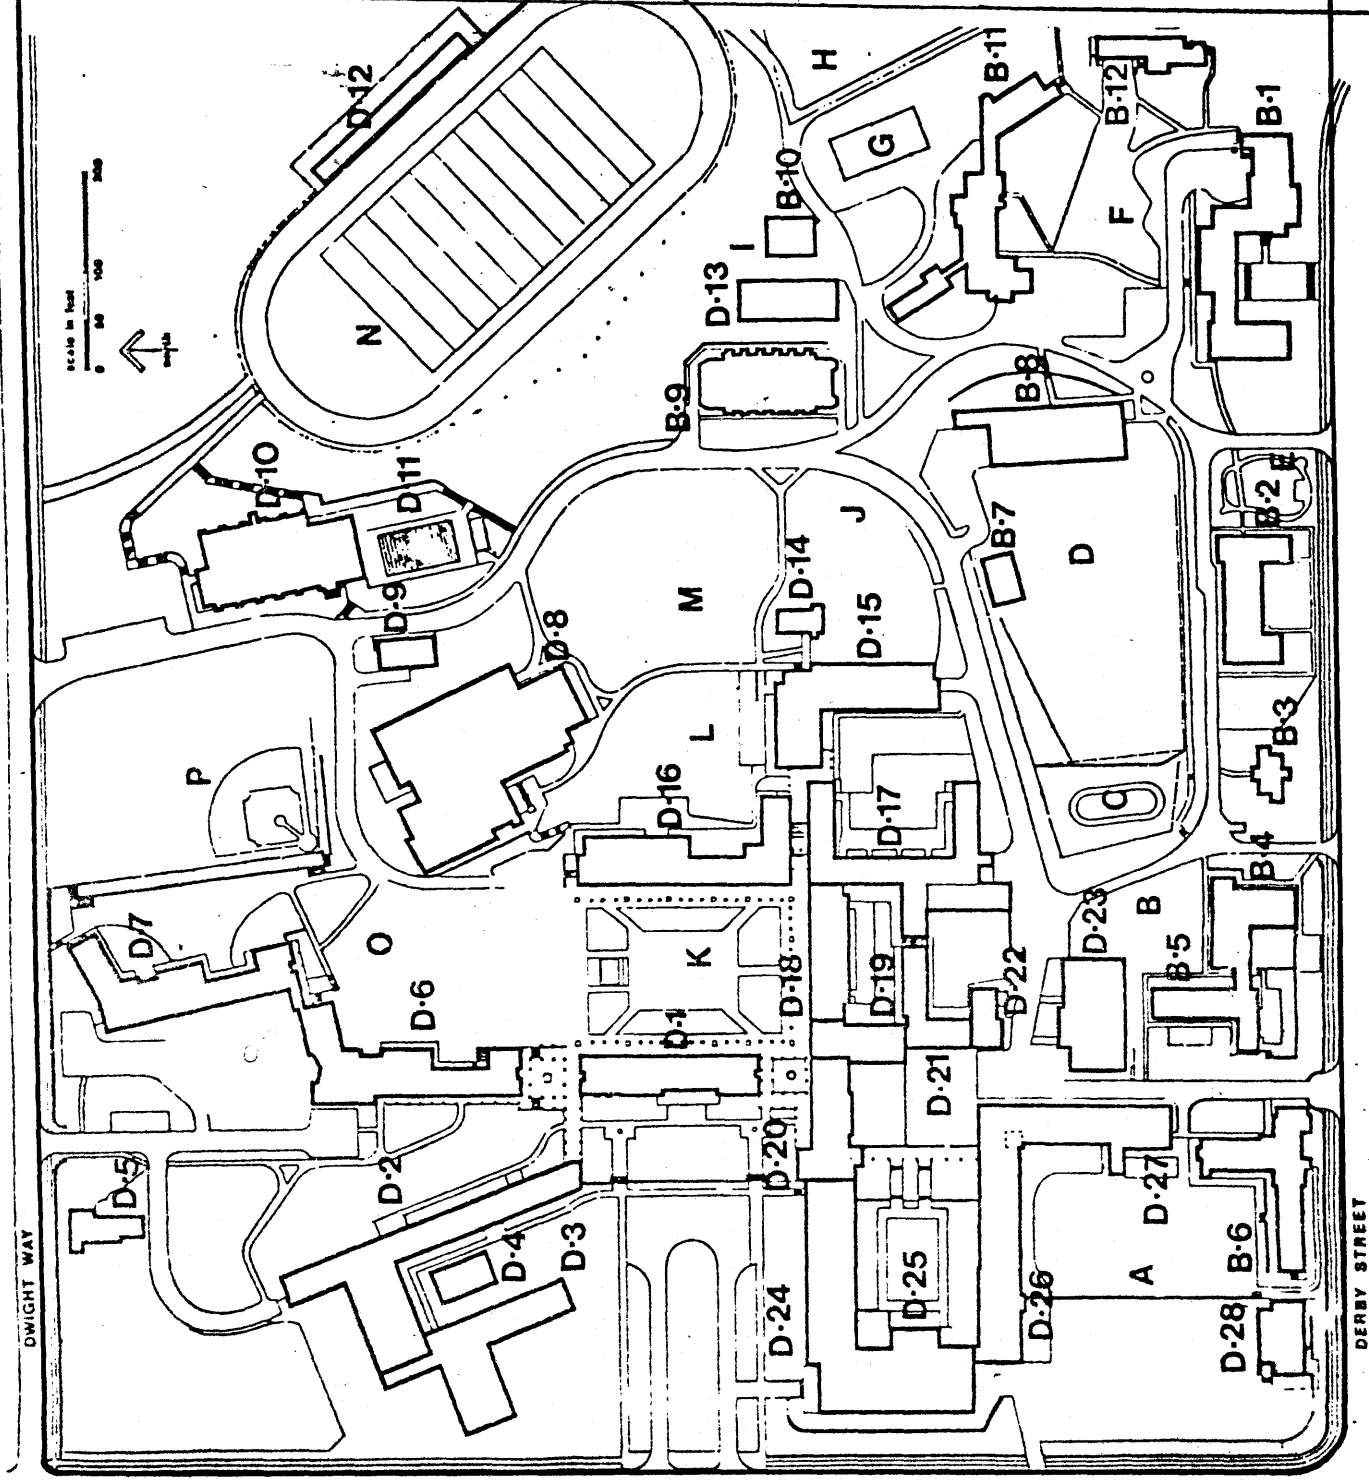 D-12
H
B-11
B-12
B-1
scale in feet
0 50 100 200
north
N
G
B-10
I
D-13
F
B-9
B-8
D-10
D-11
B-7
B-2
J
D
D-14
M
D-15
D-9
D-8
B-3
P
L
D-16
D-17
C
B-4
D-7
O
D-6
K
D-1
D-18
D-19
D-22
D-23
B
B-5
D-21
D-20
D-5
D-2
D-4
D-3
D-24
D-25
D-26
D-27
A
B-6
D-28
DWIGHT WAY
DERBY STREET